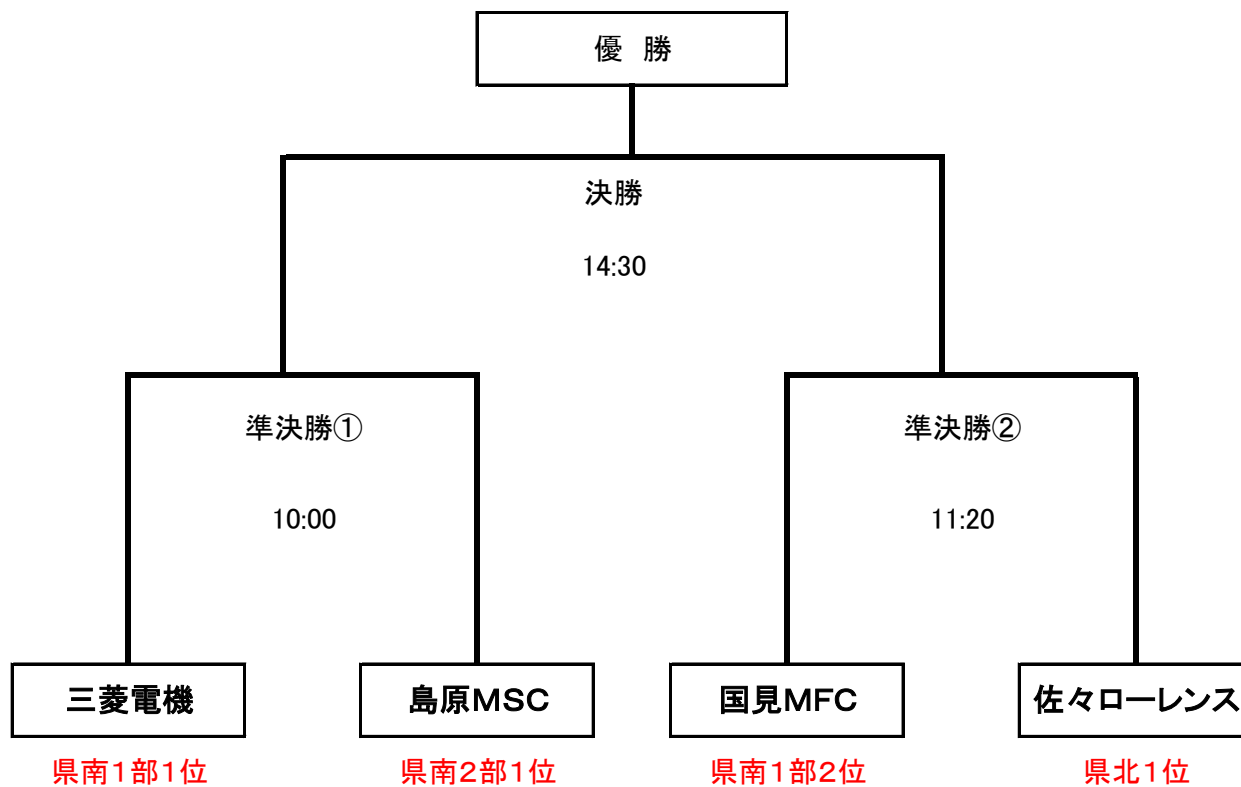 優 勝
決勝
14:30
準決勝①
準決勝②
10:00
11:20
三菱電機
島原MSC
国見MFC
佐々ローレンス
県南1部1位
県南2部1位
県南1部2位
県北1位